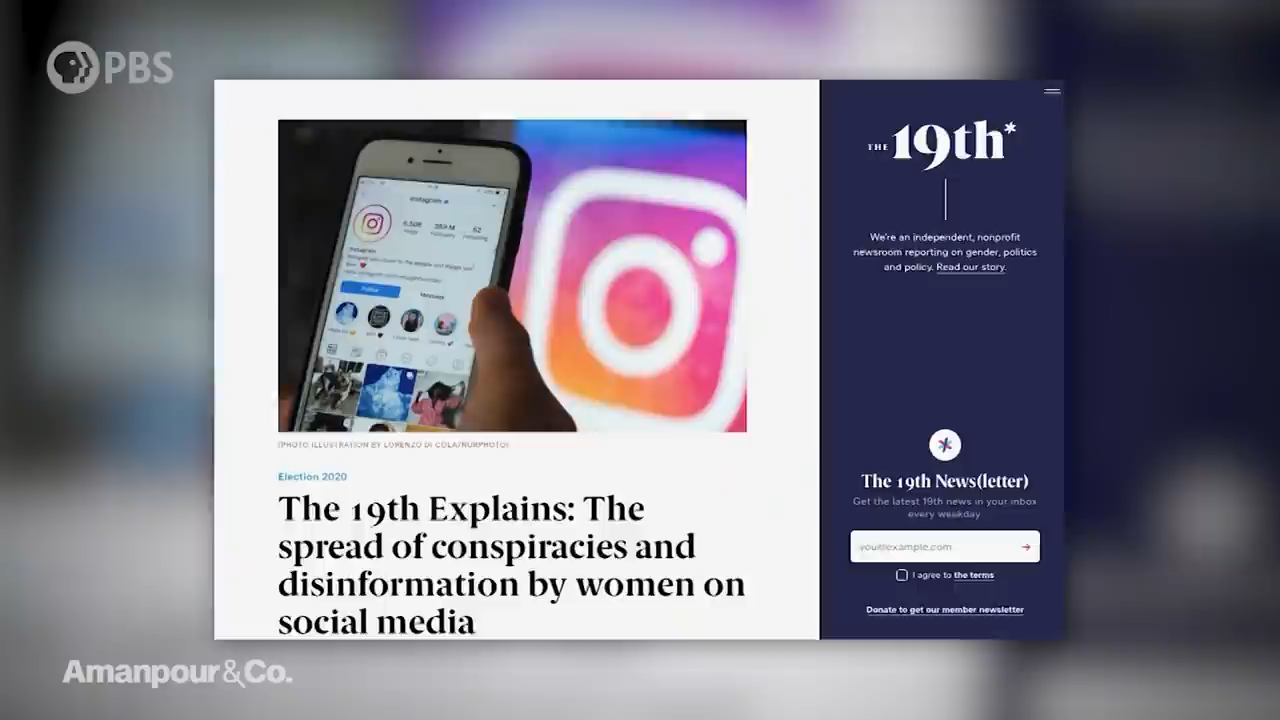 PBS
THE 19th*
We're an independent, nonprofit
newsroom reporting on gender, politics
and policy. Read our story.
Instagram
Follow
Message
(PHOTO ILLUSTRATION BY LORENZO DI COLA/NURPHOTO)
Election 2020
The 19th Explains: The
spread of conspiracies and
disinformation by women on
social media
The 19th News(letter)
Get the latest 19th news in your inbox
every weekday
you@example.com
I agree to the terms
Donate to get our member newsletter
Amanpour&Co.